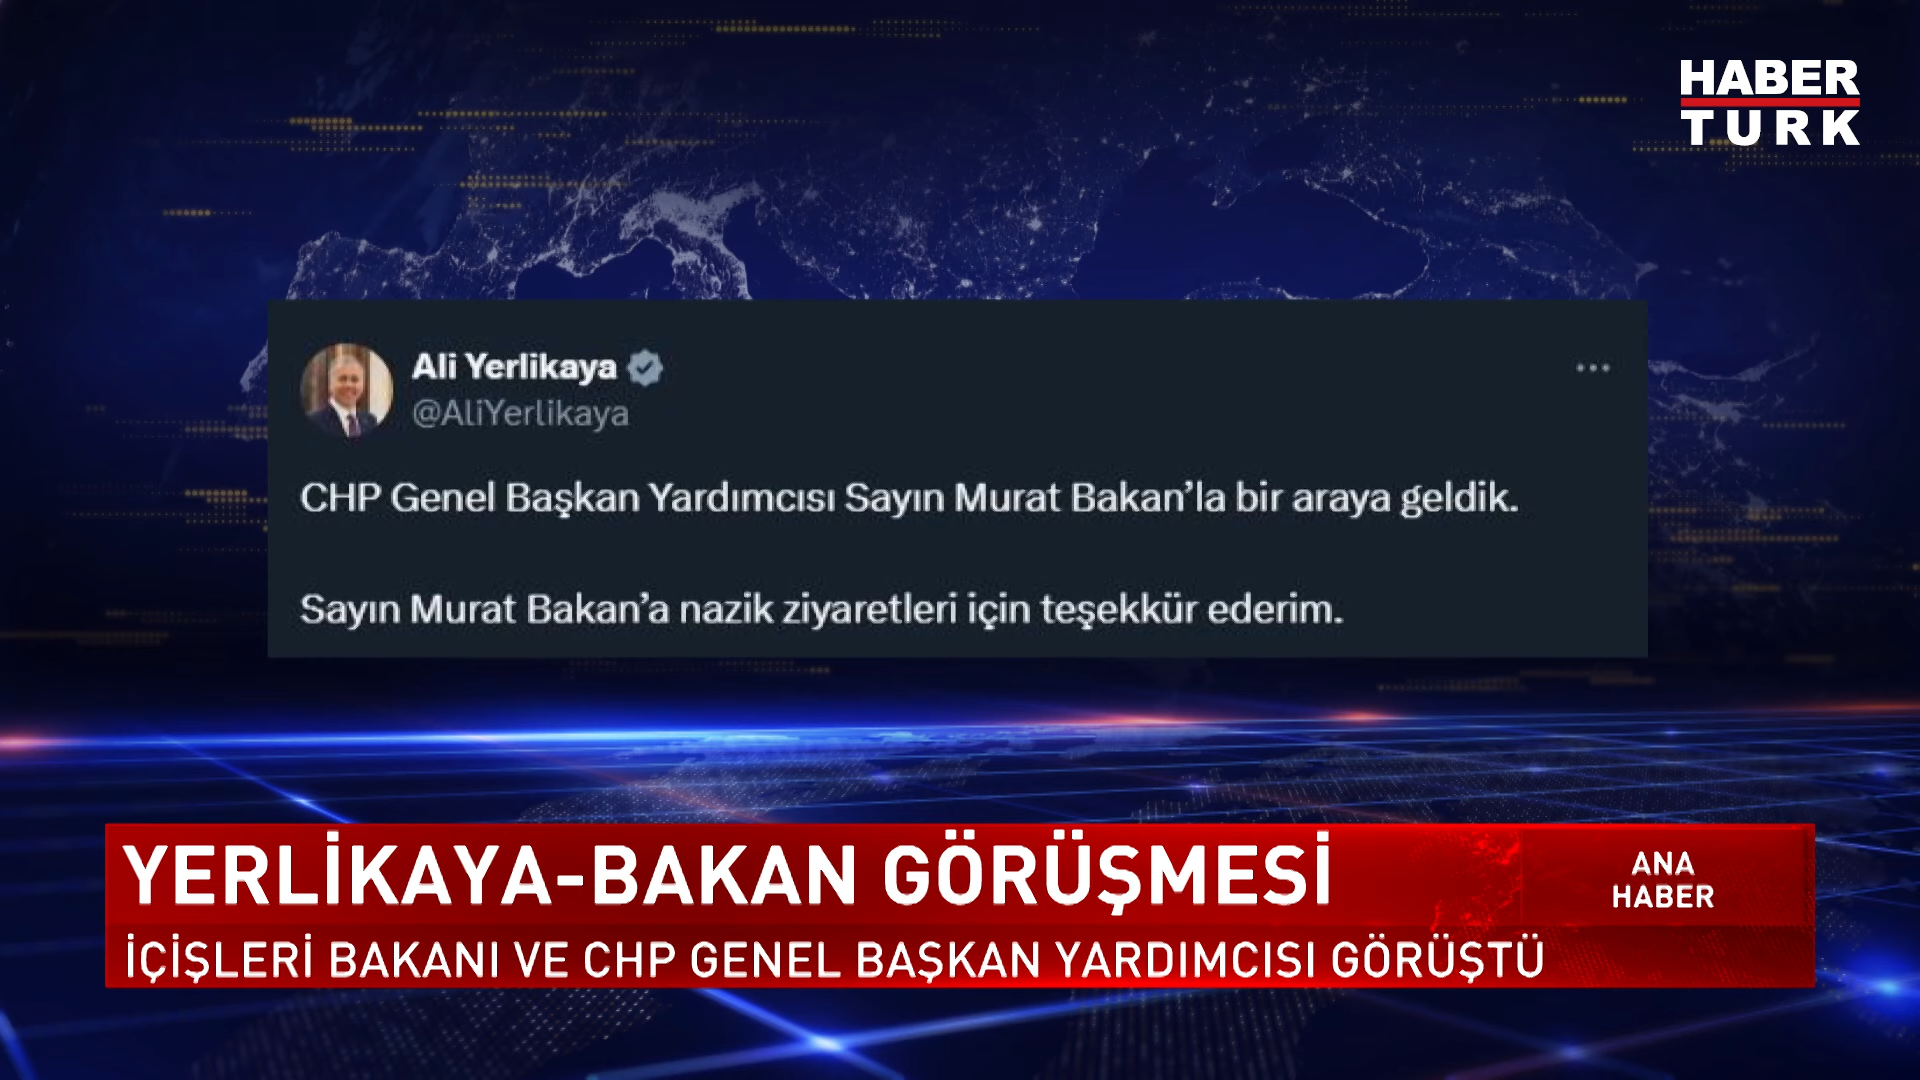 HABER
TURK
Ali Yerlikaya
@AliYerlikaya
CHP Genel Başkan Yardımcısı Sayın Murat Bakan’la bir araya geldik.
Sayın Murat Bakan’a nazik ziyaretleri için teşekkür ederim.
YERLİKAYA-BAKAN GÖRÜŞMESİ
ANA
HABER
İÇİŞLERİ BAKANI VE CHP GENEL BAŞKAN YARDIMCISI GÖRÜŞTÜ